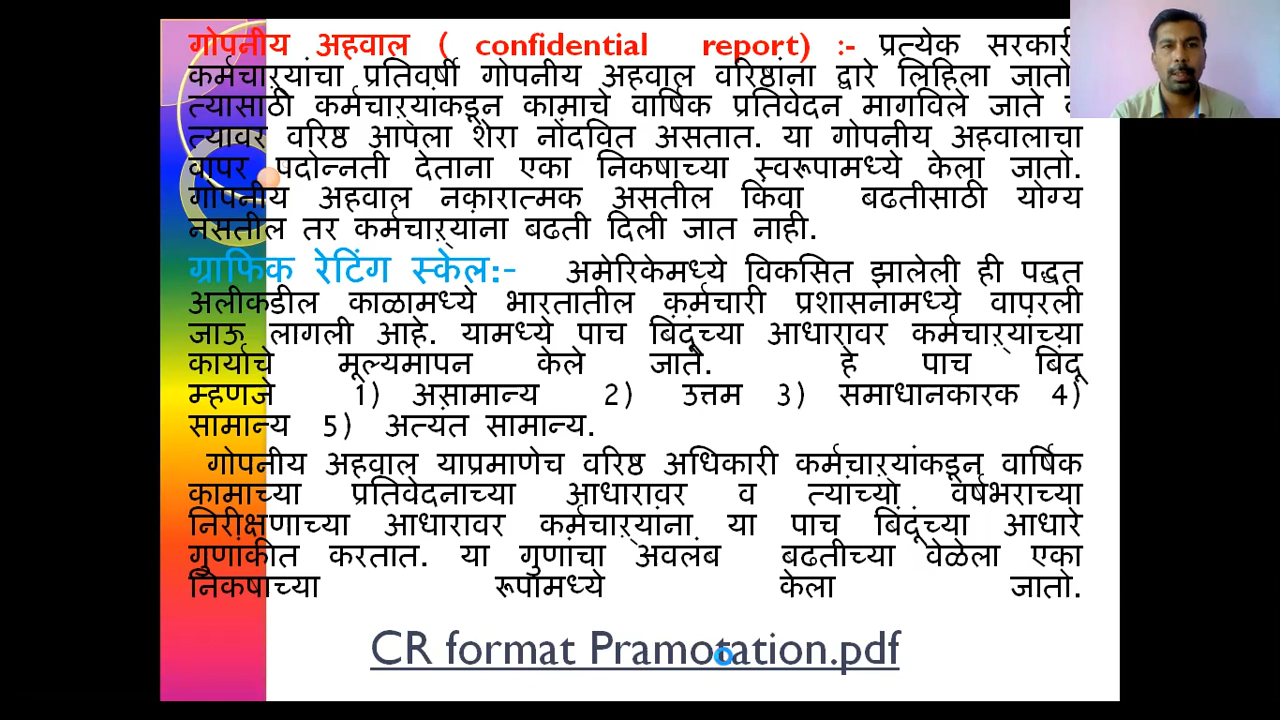 गोपनीय अहवाल ( confidential report) :- प्रत्येक सरकारी
कर्मचाऱ्यांचा प्रतिवर्षी गोपनीय अहवाल वरिष्ठांना द्वारे लिहिला जातो
त्यासाठी कर्मचाऱ्यांकडून कामाचे वार्षिक प्रतिवेदन मागविले जाते व
त्यावर वरिष्ठ आपला शेरा नोंदवित असतात. या गोपनीय अहवालाचा
वापर पदोन्नती देताना एका निकषाच्या स्वरूपामध्ये केला जातो.
गोपनीय अहवाल नकारात्मक असतील किंवा बढतीसाठी योग्य
नसतील तर कर्मचाऱ्यांना बढती दिली जात नाही.
ग्राफिक रेटिंग स्केल:- अमेरिकेमध्ये विकसित झालेली ही पद्धत
अलीकडील काळामध्ये भारतातील कर्मचारी प्रशासनामध्ये वापरली
जाऊ लागली आहे. यामध्ये पाच बिंदूंच्या आधारावर कर्मचाऱ्यांच्या
कार्याचे मूल्यमापन केले जाते. हे पाच बिंदू
म्हणजे 1) असामान्य 2) उत्तम 3) समाधानकारक 4)
सामान्य 5) अत्यंत सामान्य.
गोपनीय अहवाल याप्रमाणेच वरिष्ठ अधिकारी कर्मचाऱ्यांकडून वार्षिक
कामाच्या प्रतिवेदनाच्या आधारावर व त्यांच्या वर्षभराच्या
निरीक्षणाच्या आधारावर कर्मचाऱ्यांना या पाच बिंदूंच्या आधारे
गुणांकीत करतात. या गुणांचा अवलंब बढतीच्या वेळेला एका
निकषाच्या रूपामध्ये केला जातो.
CR format Pramotation.pdf